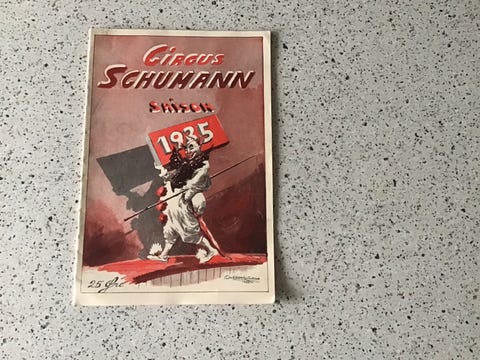 CIRCUS
SCHUMANN
SAISON
1935
25 Øre